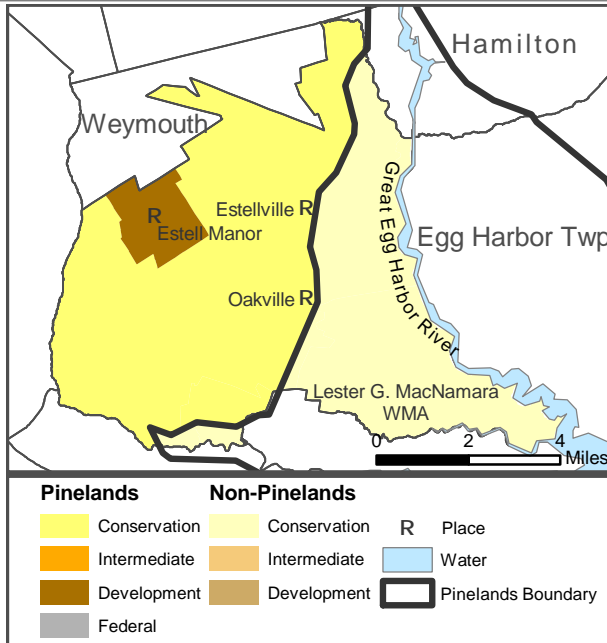 Hamilton
Weymouth
Great Egg Harbor River
Estellville R
R
Estell Manor
Egg Harbor Twp
Oakville R
Lester G. MacNamara
WMA
0 2 4
Miles
Pinelands Non-Pinelands
Conservation Conservation R Place
Intermediate Intermediate Water
Development Development Pinelands Boundary
Federal